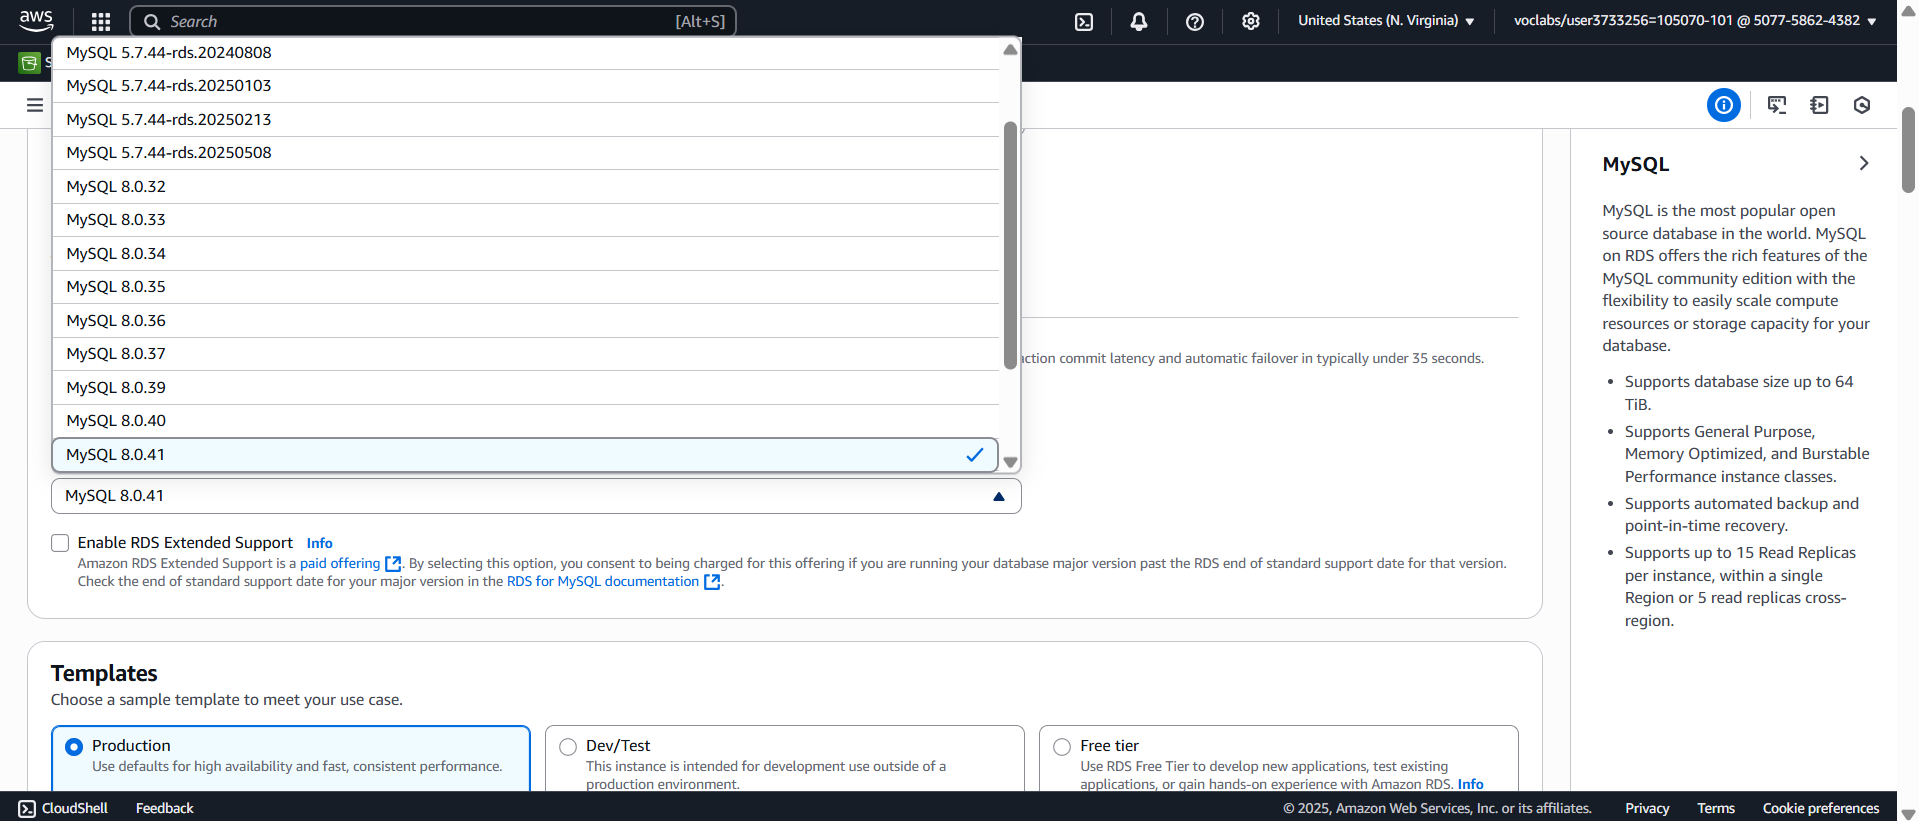 aws
Search
[Alt+S]
United States (N. Virginia)
voclabs/user3733256=105070-101 @ 5077-5862-4382
S
MySQL 5.7.44-rds.20240808
MySQL 5.7.44-rds.20250103
MySQL 5.7.44-rds.20250213
MySQL 5.7.44-rds.20250508
MySQL 8.0.32
MySQL 8.0.33
MySQL 8.0.34
MySQL 8.0.35
MySQL 8.0.36
MySQL 8.0.37
MySQL 8.0.39
MySQL 8.0.40
MySQL 8.0.41
MySQL 8.0.41
action commit latency and automatic failover in typically under 35 seconds.
Enable RDS Extended Support Info
Amazon RDS Extended Support is a paid offering. By selecting this option, you consent to being charged for this offering if you are running your database major version past the RDS end of standard support date for that version.
Check the end of standard support date for your major version in the RDS for MySQL documentation.
Templates
Choose a sample template to meet your use case.
Production
Use defaults for high availability and fast, consistent performance.
Dev/Test
This instance is intended for development use outside of a
production environment.
Free tier
Use RDS Free Tier to develop new applications, test existing
applications, or gain hands-on experience with Amazon RDS. Info
MySQL
MySQL is the most popular open
source database in the world. MySQL
on RDS offers the rich features of the
MySQL community edition with the
flexibility to easily scale compute
resources or storage capacity for your
database.
• Supports database size up to 64
TiB.
• Supports General Purpose,
Memory Optimized, and Burstable
Performance instance classes.
• Supports automated backup and
point-in-time recovery.
• Supports up to 15 Read Replicas
per instance, within a single
Region or 5 read replicas cross-
region.
CloudShell
Feedback
© 2025, Amazon Web Services, Inc. or its affiliates.
Privacy
Terms
Cookie preferences